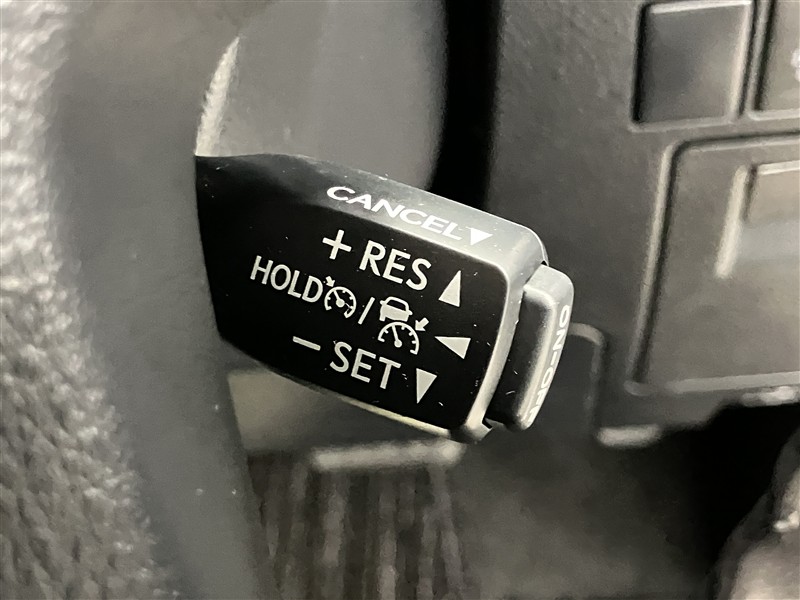 CANCEL▼
+ RES ▲
HOLD / ◀
− SET ▼
ON-OFF